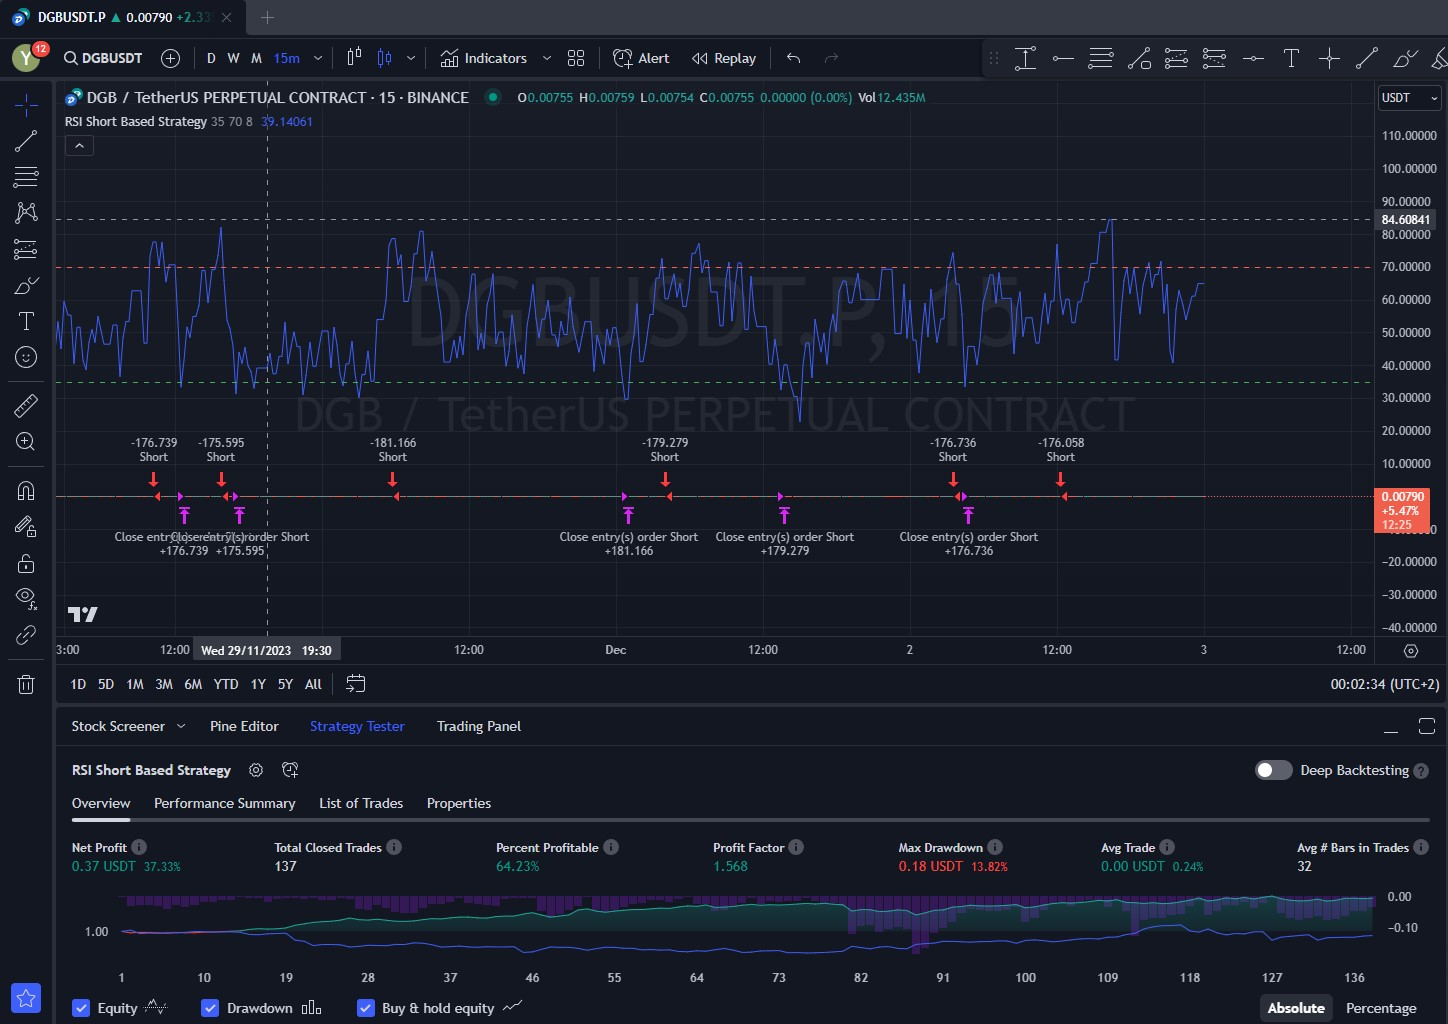 DGBUSDT.P ▲ 0.00790 +2.33
Y 12 DGBUSDT D W M 15m Indicators Alert Replay
DGB / TetherUS PERPETUAL CONTRACT · 15 · BINANCE O0.00755 H0.00759 L0.00754 C0.00755 0.00000 (0.00%) Vol12.435M
USDT
RSI Short Based Strategy 35 70 8 39.14061
110.00000
100.00000
90.00000
84.60841
80.00000
70.00000
60.00000
50.00000
40.00000
30.00000
20.00000
10.00000
0.00790
+5.47%
12:25
-20.00000
-30.00000
-40.00000
DGBUSDT.P, 15
DGB / TetherUS PERPETUAL CONTRACT
-176.739 -175.595 -181.166 -179.279 -176.736 -176.058
Short Short Short Short Short Short
Close entry(s) order Short Close entry(s) order Short Close entry(s) order Short Close entry(s) order Short
+176.739 +175.595 +181.166 +179.279 +176.736
3:00 12:00 Wed 29/11/2023 19:30 12:00 Dec 12:00 2 12:00 3 12:00
1D 5D 1M 3M 6M YTD 1Y 5Y All 00:02:34 (UTC+2)
Stock Screener Pine Editor Strategy Tester Trading Panel
RSI Short Based Strategy Deep Backtesting ?
Overview Performance Summary List of Trades Properties
Net Profit Total Closed Trades Percent Profitable Profit Factor Max Drawdown Avg Trade Avg # Bars in Trades
0.37 USDT 37.33% 137 64.23% 1.568 0.18 USDT 13.82% 0.00 USDT 0.24% 32
0.00
1.00 -0.10
1 10 19 28 37 46 55 64 73 82 91 100 109 118 127 136
Equity Drawdown Buy & hold equity Absolute Percentage